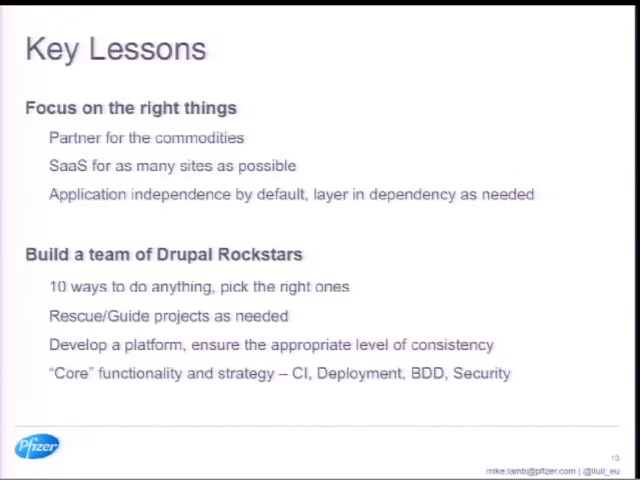 Key Lessons
Focus on the right things
Partner for the commodities
SaaS for as many sites as possible
Application independence by default, layer in dependency as needed
Build a team of Drupal Rockstars
10 ways to do anything, pick the right ones
Rescue/Guide projects as needed
Develop a platform, ensure the appropriate level of consistency
“Core” functionality and strategy – CI, Deployment, BDD, Security
Pfizer
13
mike.lamb@pfizer.com |